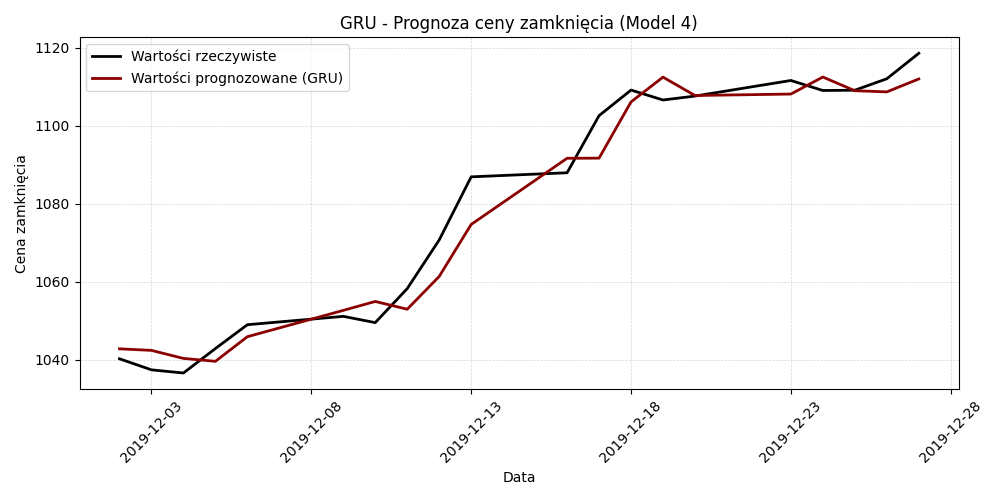 GRU - Prognoza ceny zamknięcia (Model 4)
Wartości rzeczywiste
Wartości prognozowane (GRU)
Cena zamknięcia
1120
1100
1080
1060
1040
2019-12-03
2019-12-08
2019-12-13
2019-12-18
2019-12-23
2019-12-28
Data